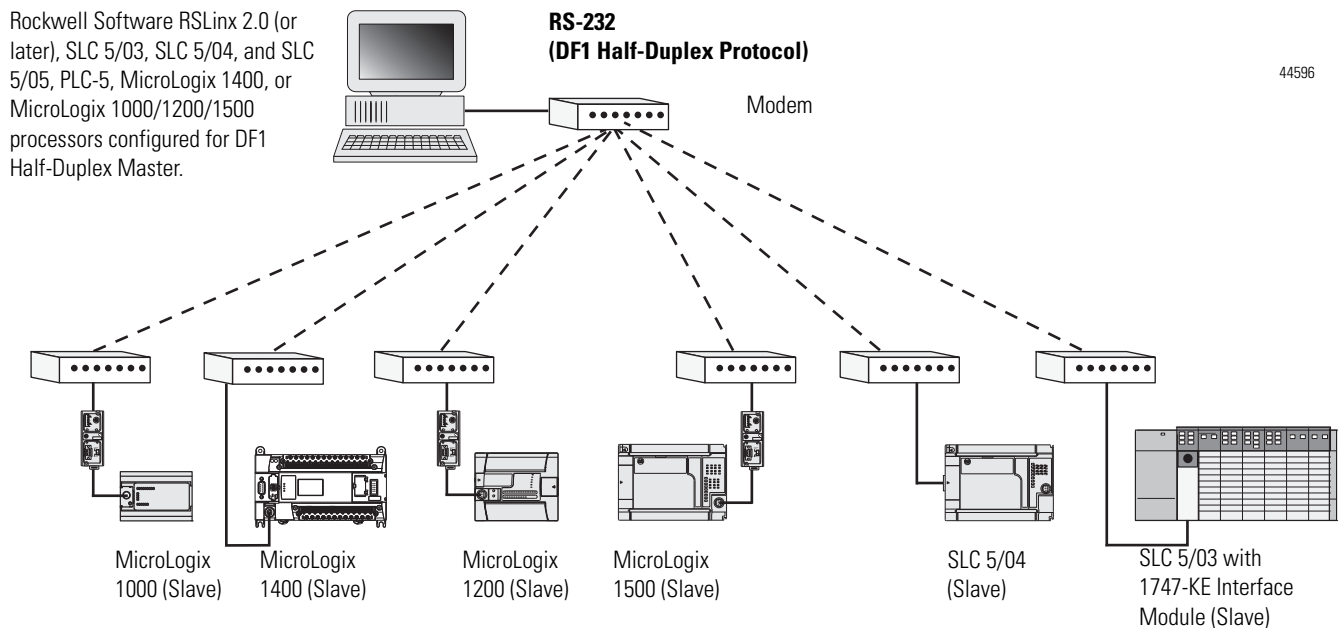 Rockwell Software RSLinx 2.0 (or
later), SLC 5/03, SLC 5/04, and SLC
5/05, PLC-5, MicroLogix 1400, or
MicroLogix 1000/1200/1500
processors configured for DF1
Half-Duplex Master.
RS-232
(DF1 Half-Duplex Protocol)
44596
Modem
MicroLogix
1000 (Slave)
MicroLogix
1400 (Slave)
MicroLogix
1200 (Slave)
MicroLogix
1500 (Slave)
SLC 5/04
(Slave)
SLC 5/03 with
1747-KE Interface
Module (Slave)